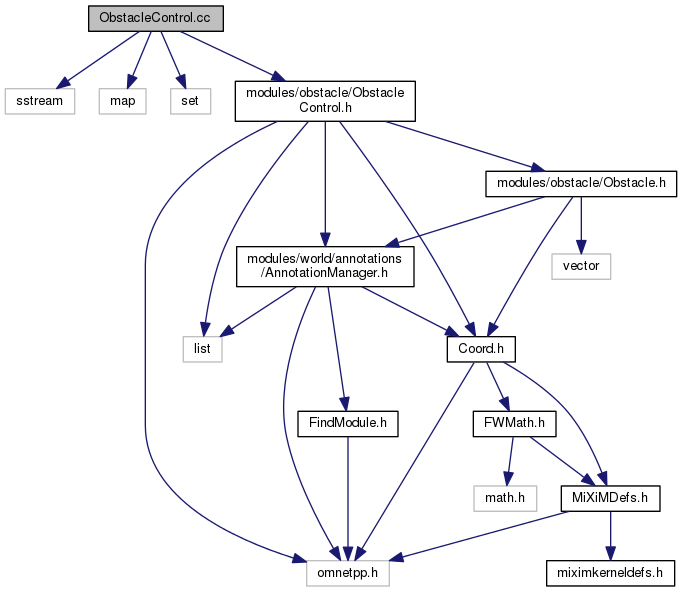 ObstacleControl.cc
sstream
map
set
modules/obstacle/Obstacle
Control.h
modules/obstacle/Obstacle.h
modules/world/annotations
/AnnotationManager.h
vector
list
Coord.h
FindModule.h
FWMath.h
math.h
MiXiMDefs.h
omnetpp.h
miximkerneldefs.h